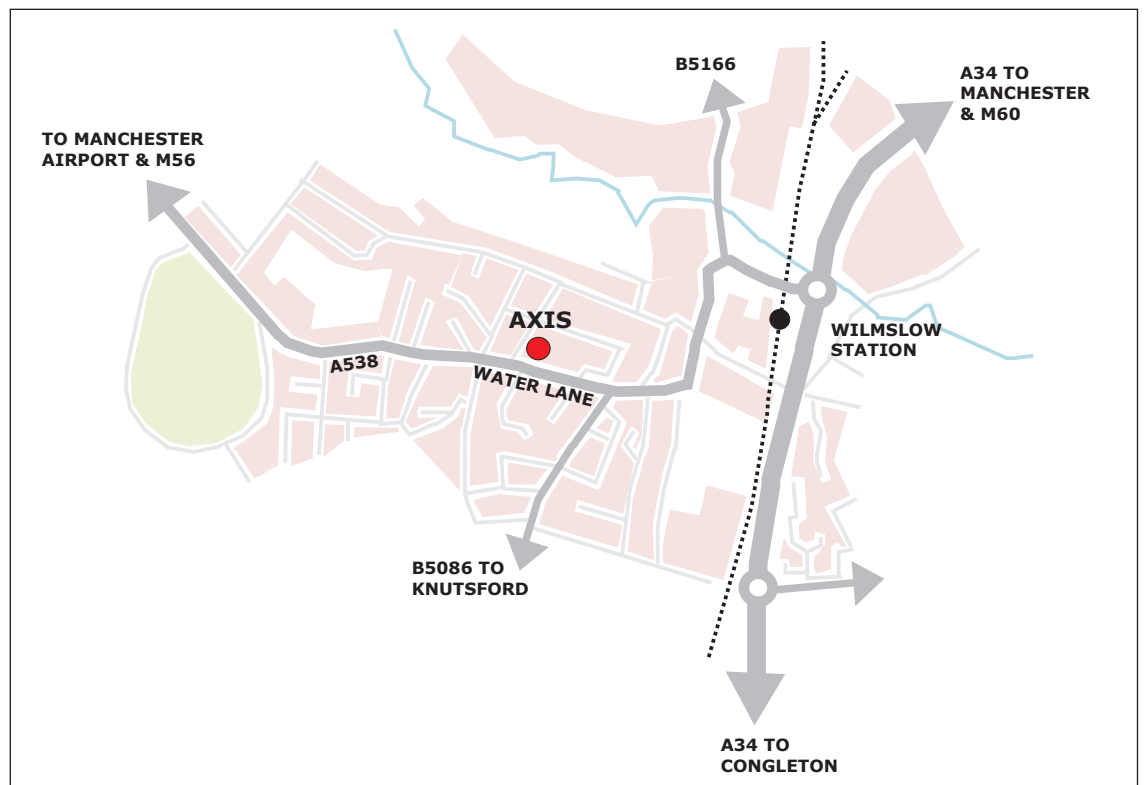 B5166
A34 TO
MANCHESTER
& M60
TO MANCHESTER
AIRPORT & M56
AXIS
WILMSLOW
STATION
A538
WATER LANE
B5086 TO
KNUTSFORD
A34 TO
CONGLETON